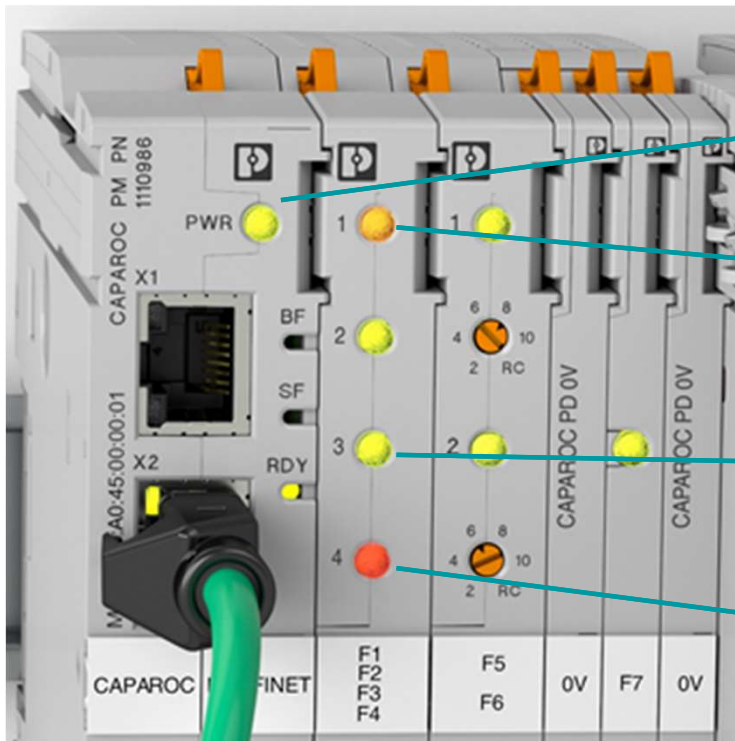 CAPAROC PM PN
1110986
PWR
X1
BF
SF
X2
RDY
A0:45:00:00:01
1
2
3
4
1
6 8
4 10
2 RC
2
6 8
4 10
2 RC
CAPAROC PD 0V
CAPAROC PD 0V
CAPAROC
F1
F2
F3
F4
F5
F6
0V
F7
0V